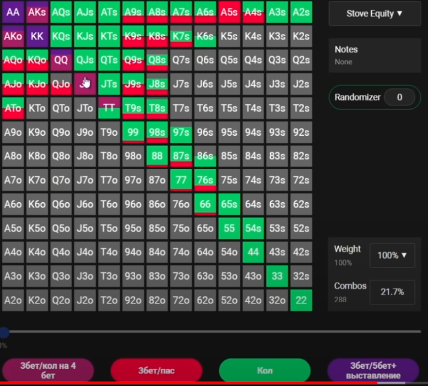 AA AKs AQs AJs ATs A9s A8s A7s A6s A5s A4s A3s A2s
Stove Equity ▼
AKo KK KQs KJs KTs K9s K8s K7s K6s K5s K4s K3s K2s
Notes
None
AQo KQo QQ QJs QTs Q9s Q8s Q7s Q6s Q5s Q4s Q3s Q2s
AJo KJo QJo JTs J9s J8s J7s J6s J5s J4s J3s J2s
Randomizer 0
ATo KTo QTo JTo TT T9s T8s T7s T6s T5s T4s T3s T2s
A9o K9o Q9o J9o T9o 99 98s 97s 96s 95s 94s 93s 92s
A8o K8o Q8o J8o T8o 98o 88 87s 86s 85s 84s 83s 82s
A7o K7o Q7o J7o T7o 97o 87o 77 76s 75s 74s 73s 72s
A6o K6o Q6o J6o T6o 96o 86o 76o 66 65s 64s 63s 62s
A5o K5o Q5o J5o T5o 95o 85o 75o 65o 55 54s 53s 52s
A4o K4o Q4o J4o T4o 94o 84o 74o 64o 54o 44 43s 42s
Weight
100%
100% ▼
A3o K3o Q3o J3o T3o 93o 83o 73o 63o 53o 43o 33 32s
Combos
288
21.7%
A2o K2o Q2o J2o T2o 92o 82o 72o 62o 52o 42o 32o 22
3бет/кол на 4
бет
3бет/пас
Кол
3бет/5бет+
выставление